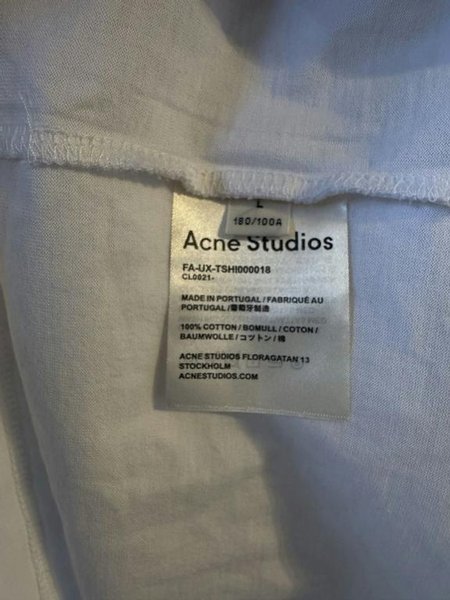 L
180/100A
Acne Studios
FA-UX-TSHI000018
CL0021-
MADE IN PORTUGAL / FABRIQUÉ AU
PORTUGAL / 葡萄牙制造
100% COTTON / BOMULL / COTON /
BAUMWOLLE / コットン / 棉
ACNE STUDIOS FLORAGATAN 13
STOCKHOLM
ACNESTUDIOS.COM